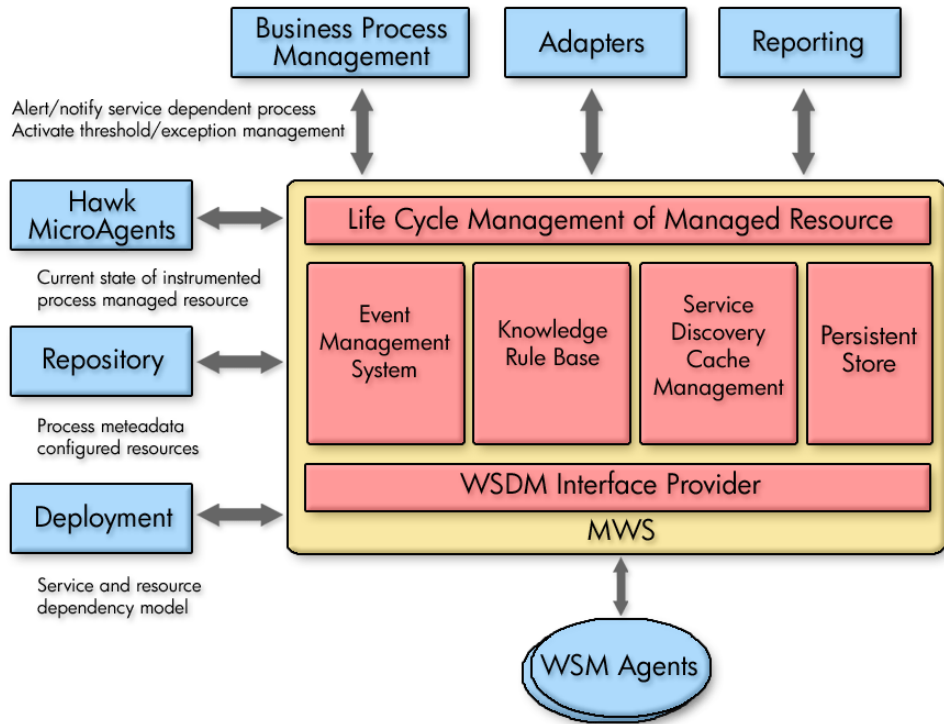 Business Process
Management
Adapters
Reporting
Alert/notify service dependent process
Activate threshold/exception management
Hawk
MicroAgents
Life Cycle Management of Managed Resource
Current state of instrumented
process managed resource
Event
Management
System
Knowledge
Rule Base
Service
Discovery
Cache
Management
Persistent
Store
Repository
Process meteadata
configured resources
WSDM Interface Provider
Deployment
MWS
Service and resource
dependency model
WSM Agents